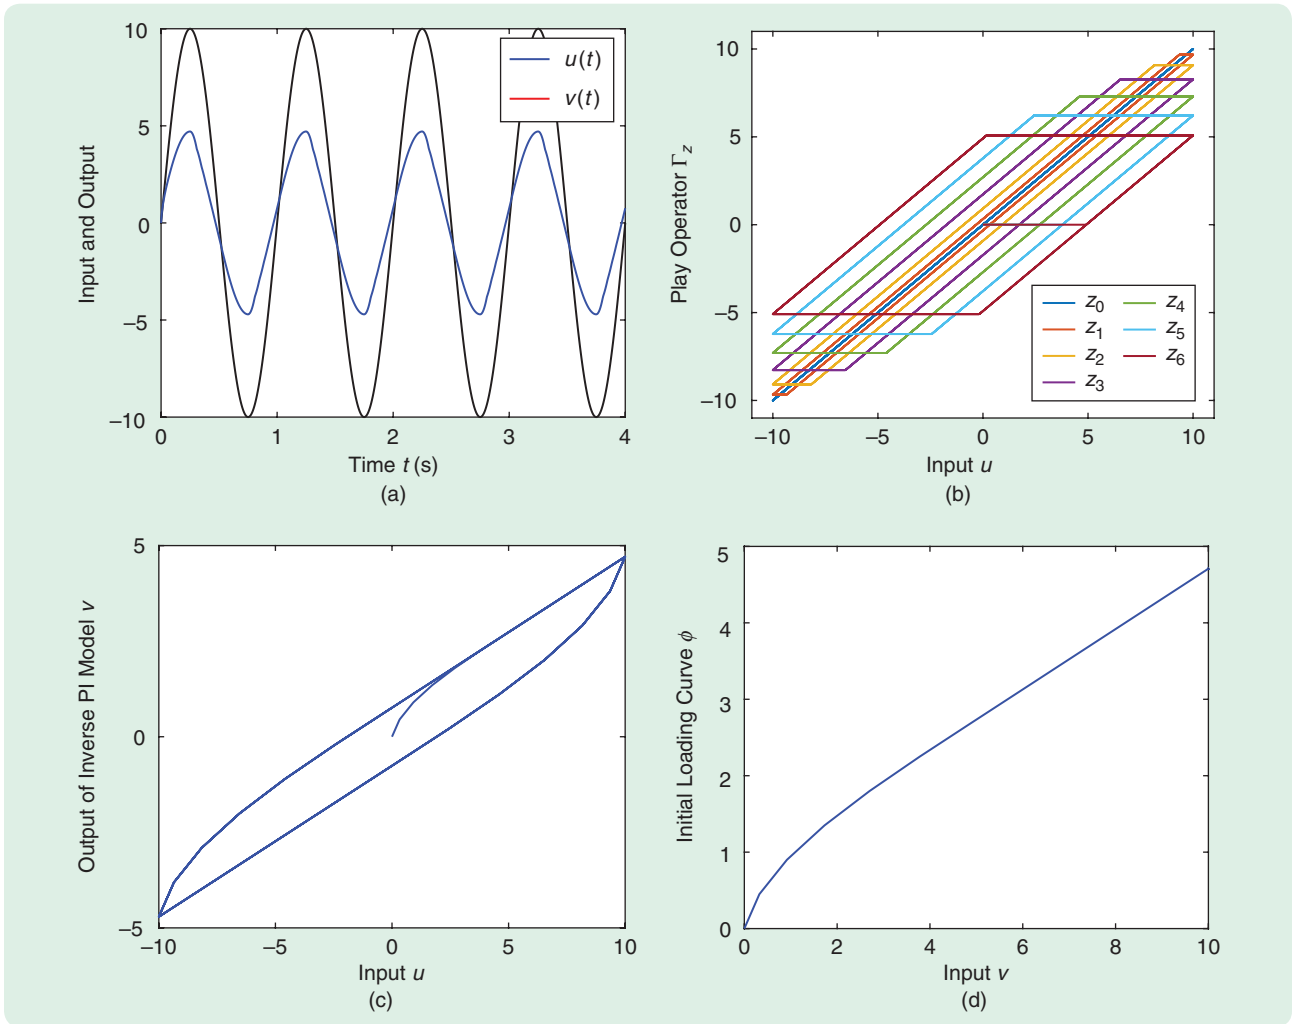 10
5
0
−5
−10
Input and Output
u(t)
v(t)
0 1 2 3 4
Time t (s)
(a)
10
5
0
−5
−10
Play Operator Γz
z0 z4
z1 z5
z2 z6
z3
−10 −5 0 5 10
Input u
(b)
5
0
−5
Output of Inverse PI Model v
−10 −5 0 5 10
Input u
(c)
5
4
3
2
1
0
Initial Loading Curve ϕ
0 2 4 6 8 10
Input v
(d)